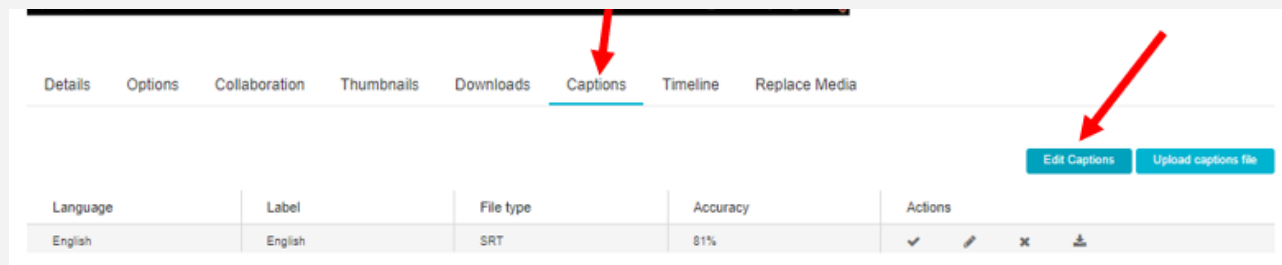 Details Options Collaboration Thumbnails Downloads Captions Timeline Replace Media
Edit Captions Upload captions file
Language Label File type Accuracy Actions
English English SRT 81%